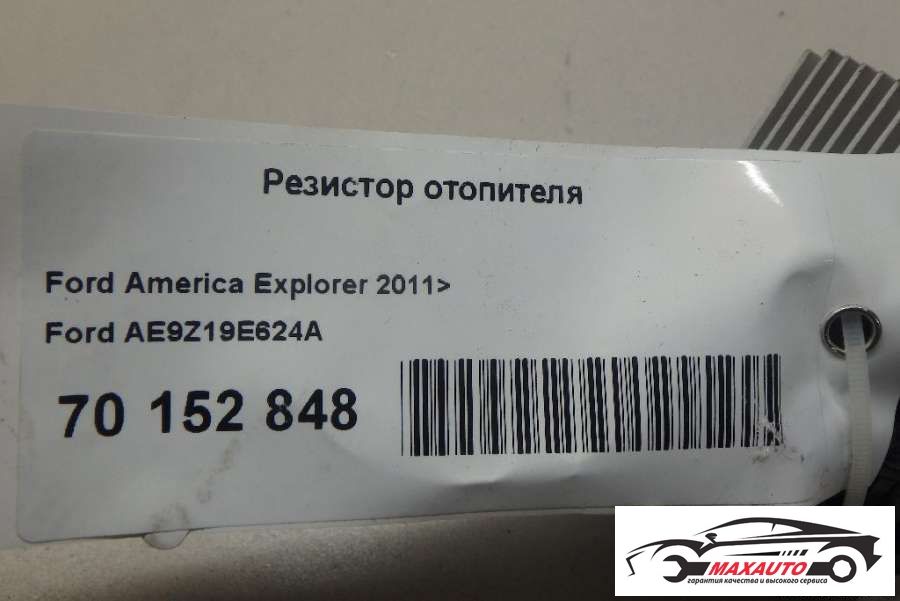 Резистор отопителя
Ford America Explorer 2011>
Ford AE9Z19E624A
70 152 848
MAXAUTO
гарантия качества и высокого сервиса